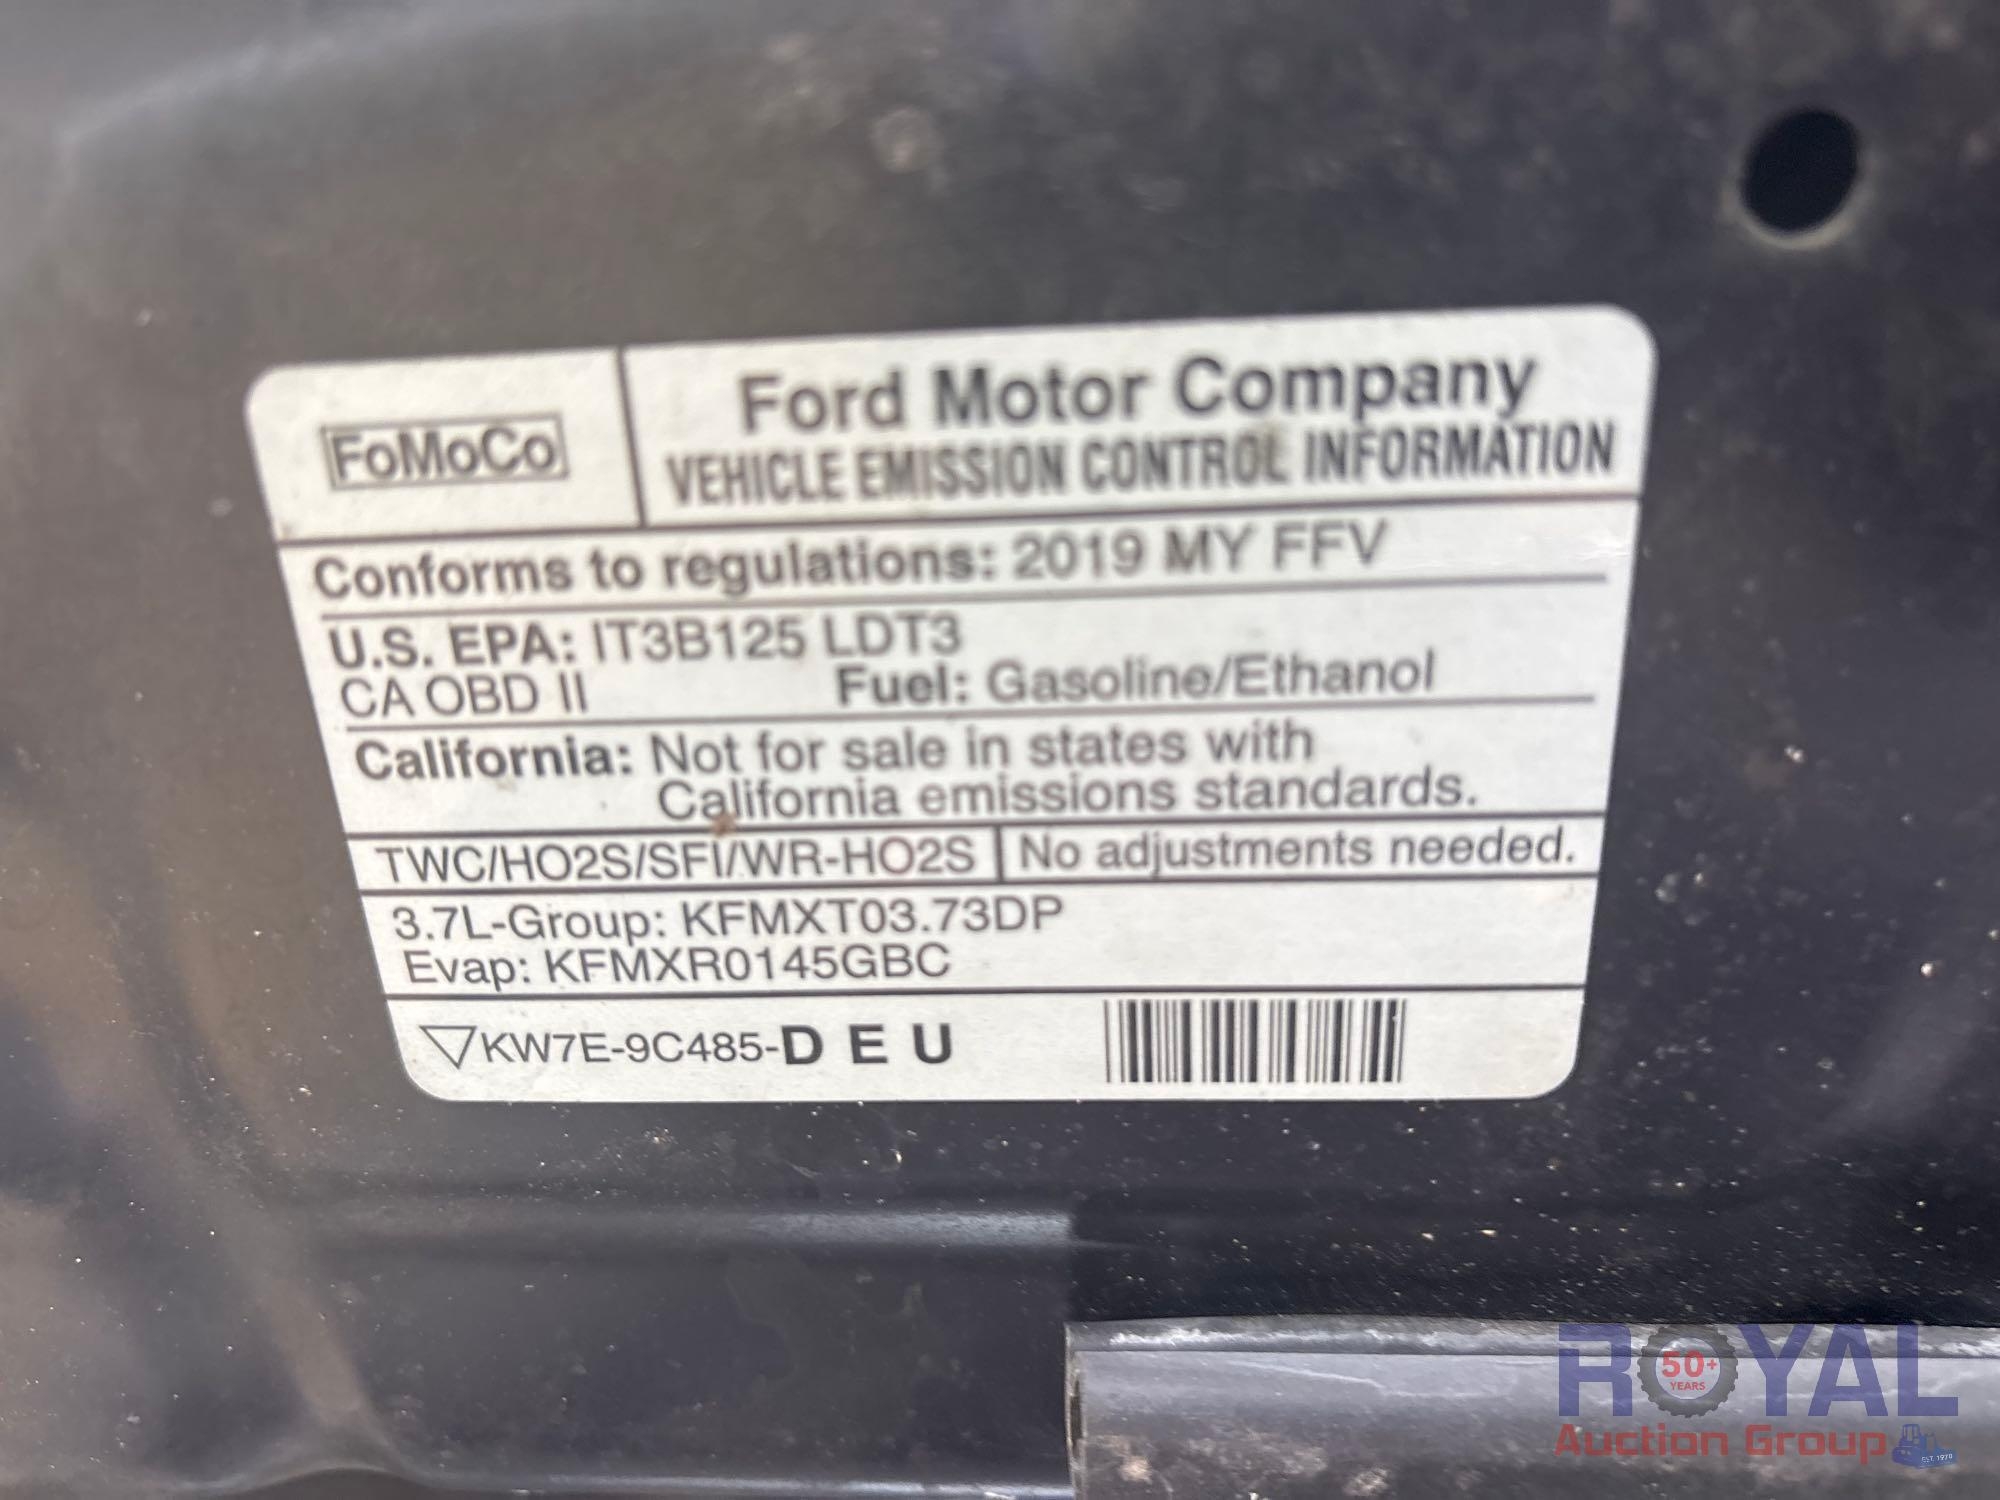 FoMoCo
Ford Motor Company
VEHICLE EMISSION CONTROL INFORMATION
Conforms to regulations: 2019 MY FFV
U.S. EPA: IT3B125 LDT3
CA OBD II Fuel: Gasoline/Ethanol
California: Not for sale in states with
California emissions standards.
TWC/HO2S/SFI/WR-HO2S No adjustments needed.
3.7L-Group: KFMXT03.73DP
Evap: KFMXR0145GBC
KW7E-9C485-D E U
ROYAL
50+
YEARS
Auction Group
EST. 1970